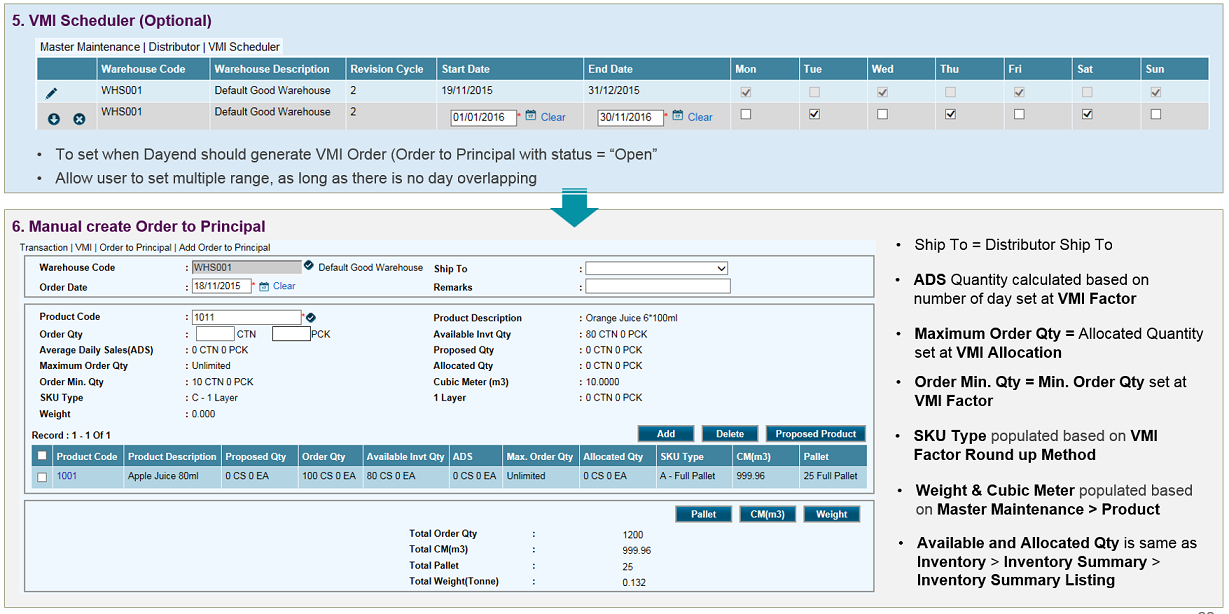 5. VMI Scheduler (Optional)
Master Maintenance | Distributor | VMI Scheduler
Warehouse Code Warehouse Description Revision Cycle Start Date End Date Mon Tue Wed Thu Fri Sat Sun
WHS001 Default Good Warehouse 2 19/11/2015 31/12/2015
WHS001 Default Good Warehouse 2 01/01/2016 * Clear 30/11/2016 * Clear
• To set when Dayend should generate VMI Order (Order to Principal with status = “Open”
• Allow user to set multiple range, as long as there is no day overlapping
6. Manual create Order to Principal
Transaction | VMI | Order to Principal | Add Order to Principal
Warehouse Code : WHS001 Default Good Warehouse Ship To :
Order Date : 18/11/2015 * Clear Remarks :
Product Code : 1011 * Product Description : Orange Juice 6*100ml
Order Qty : CTN PCK Available Invt Qty : 80 CTN 0 PCK
Average Daily Sales(ADS) : 0 CTN 0 PCK Proposed Qty : 0 CTN 0 PCK
Maximum Order Qty : Unlimited Allocated Qty : 0 CTN 0 PCK
Order Min. Qty : 10 CTN 0 PCK Cubic Meter (m3) : 10.0000
SKU Type : C - 1 Layer 1 Layer : 0 CTN 0 PCK
Weight : 0.000
Record : 1 - 1 Of 1 Add Delete Proposed Product
Product Code Product Description Proposed Qty Order Qty Available Invt Qty ADS Max. Order Qty Allocated Qty SKU Type CM(m3) Pallet
1001 Apple Juice 80ml 0 CS 0 EA 100 CS 0 EA 80 CS 0 EA 0 CS 0 EA Unlimited 0 CS 0 EA A - Full Pallet 999.96 25 Full Pallet
Pallet CM(m3) Weight
Total Order Qty : 1200
Total CM(m3) : 999.96
Total Pallet : 25
Total Weight(Tonne) : 0.132
• Ship To = Distributor Ship To
• ADS Quantity calculated based on
number of day set at VMI Factor
• Maximum Order Qty = Allocated Quantity
set at VMI Allocation
• Order Min. Qty = Min. Order Qty set at
VMI Factor
• SKU Type populated based on VMI
Factor Round up Method
• Weight & Cubic Meter populated based
on Master Maintenance > Product
• Available and Allocated Qty is same as
Inventory > Inventory Summary >
Inventory Summary Listing